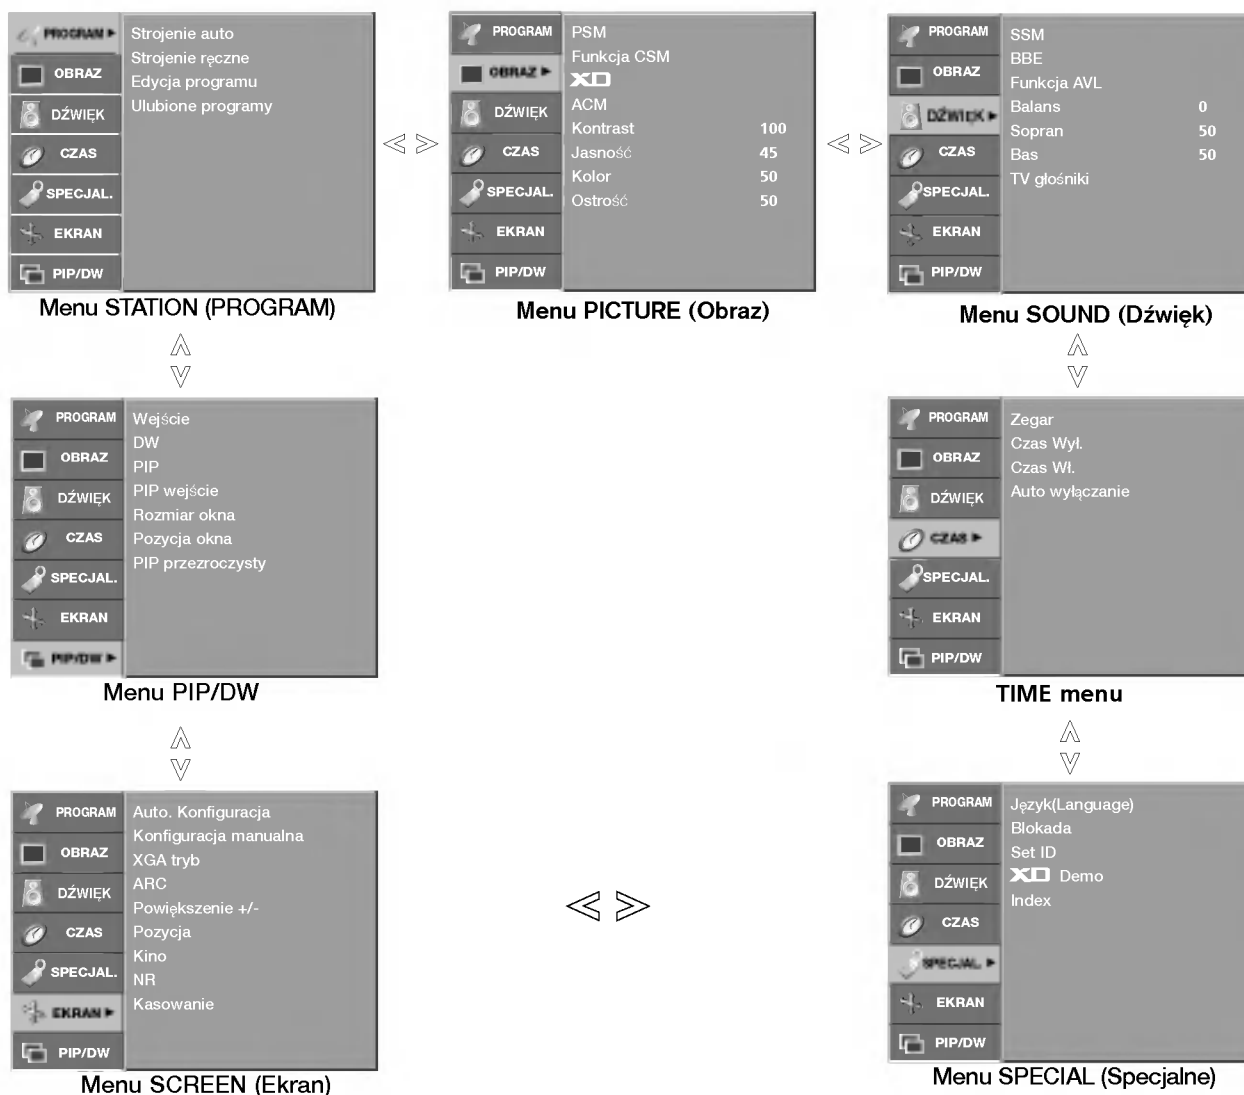 PROGRAM
OBRAZ
DŹWIĘK
CZAS
SPECJAL.
EKRAN
PIP/DW
Strojenie auto
Strojenie ręczne
Edycja programu
Ulubione programy
Menu STATION (PROGRAM)
PROGRAM
OBRAZ
DŹWIĘK
CZAS
SPECJAL.
EKRAN
PIP/DW
PSM
Funkcja CSM
XD
ACM
Kontrast 100
Jasność 45
Kolor 50
Ostrość 50
Menu PICTURE (Obraz)
PROGRAM
OBRAZ
DŹWIĘK
CZAS
SPECJAL.
EKRAN
PIP/DW
SSM
BBE
Funkcja AVL
Balans 0
Sopran 50
Bas 50
TV głośniki
Menu SOUND (Dźwięk)
PROGRAM
OBRAZ
DŹWIĘK
CZAS
SPECJAL.
EKRAN
PIP/DW
Wejście
DW
PIP
PIP wejście
Rozmiar okna
Pozycja okna
PIP przezroczysty
Menu PIP/DW
PROGRAM
OBRAZ
DŹWIĘK
CZAS
SPECJAL.
EKRAN
PIP/DW
Zegar
Czas Wył.
Czas Wł.
Auto wyłączanie
TIME menu
PROGRAM
OBRAZ
DŹWIĘK
CZAS
SPECJAL.
EKRAN
PIP/DW
Auto. Konfiguracja
Konfiguracja manualna
XGA tryb
ARC
Powiększenie +/-
Pozycja
Kino
NR
Kasowanie
Menu SCREEN (Ekran)
PROGRAM
OBRAZ
DŹWIĘK
CZAS
SPECJAL.
EKRAN
PIP/DW
Język(Language)
Blokada
Set ID
XD Demo
Index
Menu SPECIAL (Specjalne)